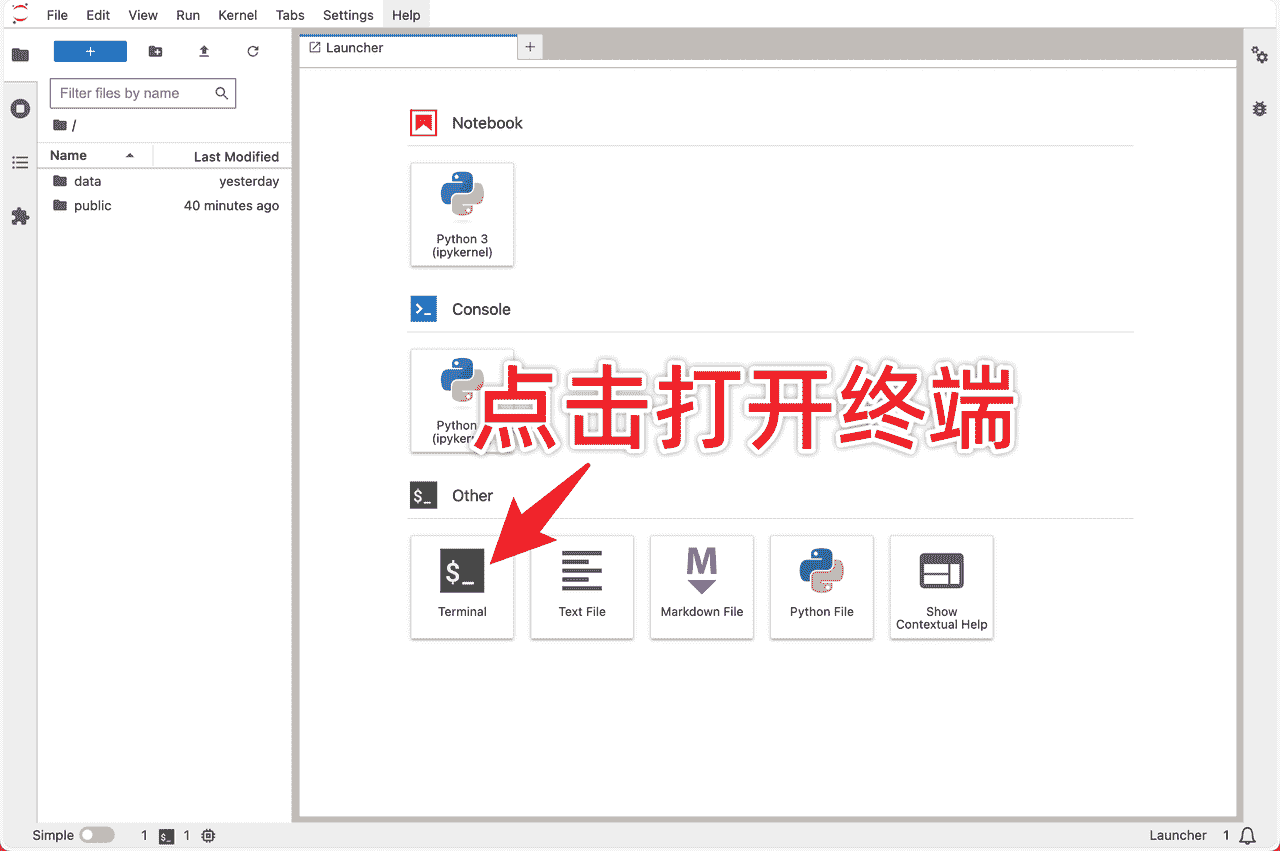 File Edit View Run Kernel Tabs Settings Help
Launcher
Filter files by name
/
Name Last Modified
data yesterday
public 40 minutes ago
Notebook
Python 3
(ipykernel)
Console
Python
(ipyker
点击打开终端
$_ Other
$_
Terminal
Text File
M
Markdown File
Python File
Show
Contextual Help
Simple 1 $_ 1
Launcher 1